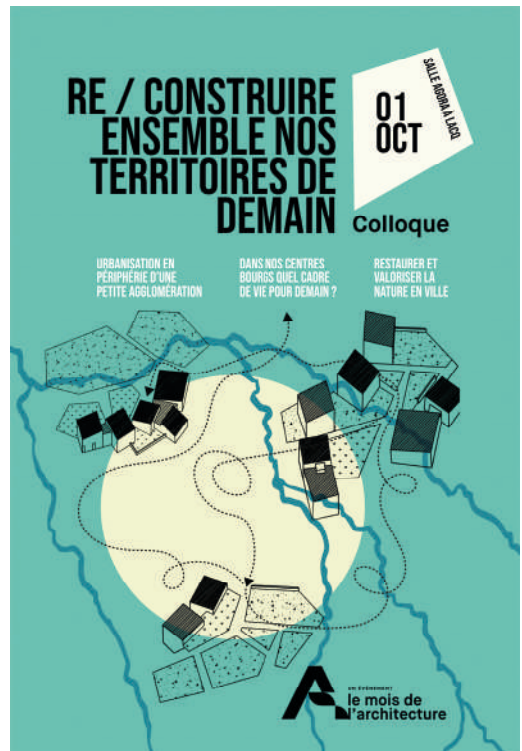 RE / CONSTRUIRE
ENSEMBLE NOS
TERRITOIRES DE
DEMAIN
01
OCT
SALLE AGORA À LACQ
Colloque
URBANISATION EN
PÉRIPHÉRIE D'UNE
PETITE AGGLOMÉRATION
DANS NOS CENTRES
BOURGS QUEL CADRE
DE VIE POUR DEMAIN ?
RESTAURER ET
VALORISER LA
NATURE EN VILLE
UN ÉVÉNEMENT
le mois de
l'architecture